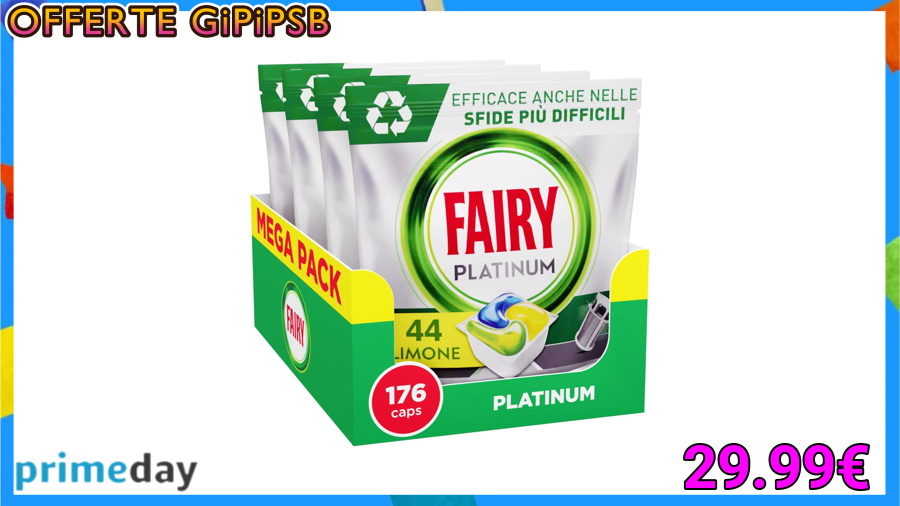 OFFERTE GiPiPSB
EFFICACE ANCHE NELLE
SFIDE PIÙ DIFFICILI
FAIRY
PLATINUM
MEGA PACK
FAIRY
44
LIMONE
176
caps
PLATINUM
primeday
29.99€